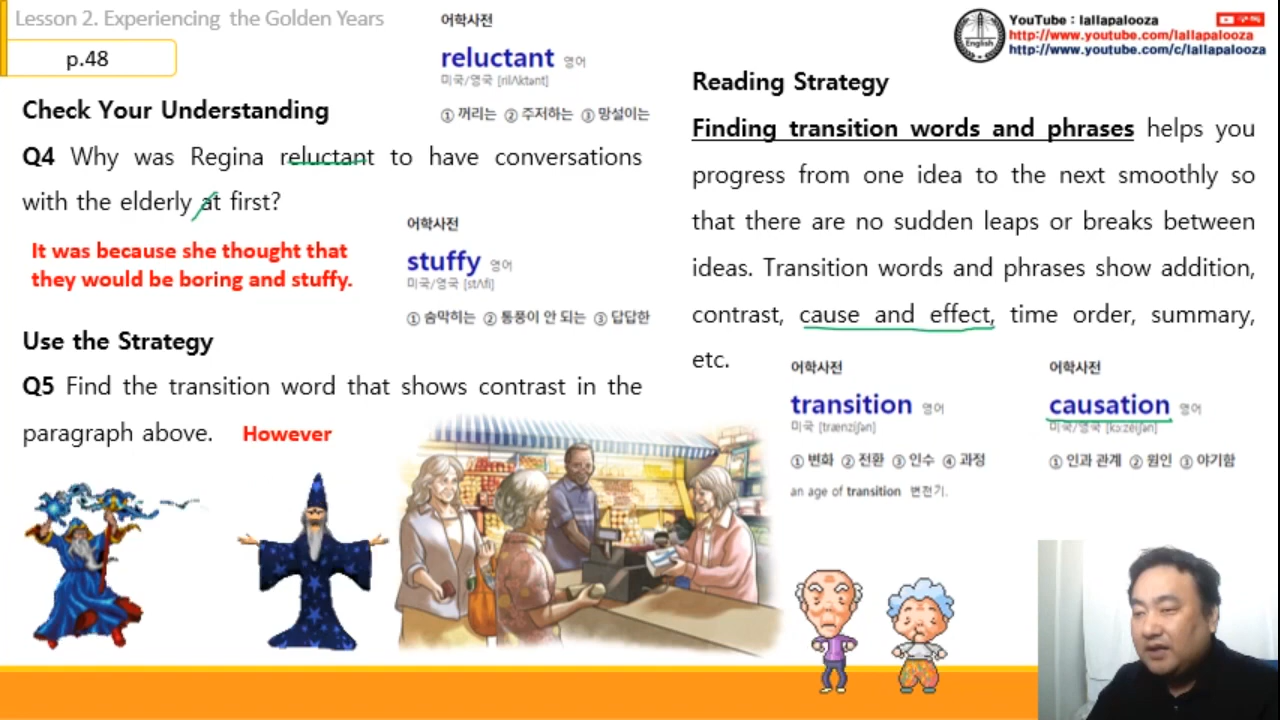 Lesson 2. Experiencing the Golden Years
p.48
Check Your Understanding
Q4 Why was Regina reluctant to have conversations
with the elderly at first?
It was because she thought that
they would be boring and stuffy.
Use the Strategy
Q5 Find the transition word that shows contrast in the
paragraph above. However
어학사전
reluctant 영어
미국/영국 [rilʌktənt]
① 꺼리는 ② 주저하는 ③ 망설이는
어학사전
stuffy 영어
미국/영국 [stʌfi]
① 숨막히는 ② 통풍이 안 되는 ③ 답답한
English
YouTube : lallapalooza
구독
http://www.youtube.com/lallapalooza
http://www.youtube.com/c/lallapalooza
Reading Strategy
Finding transition words and phrases helps you
progress from one idea to the next smoothly so
that there are no sudden leaps or breaks between
ideas. Transition words and phrases show addition,
contrast, cause and effect, time order, summary,
etc.
어학사전
transition 영어
미국 [trænziʃən]
① 변화 ② 전환 ③ 인수 ④ 과정
an age of transition 변천기.
어학사전
causation 영어
미국/영국 [kɔːzéiʃən]
① 인과 관계 ② 원인 ③ 야기함